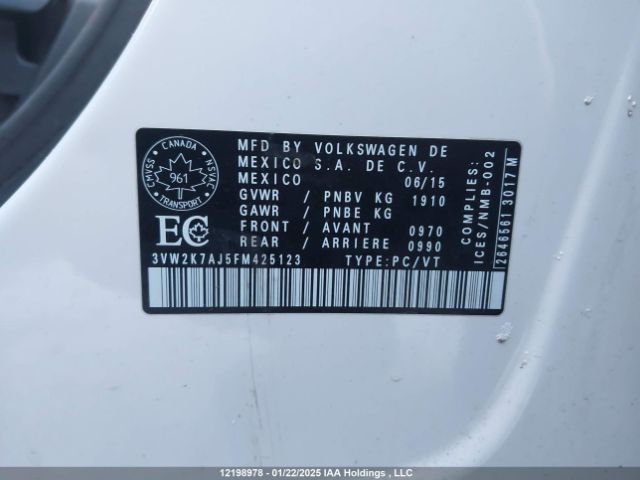 CANADA
CMVSS
NSVAC
961
TRANSPORT
EC
MFD BY VOLKSWAGEN DE
MEXICO S.A. DE C.V.
MEXICO 06/15
GVWR / PNBV KG 1910
GAWR / PNBE KG
FRONT / AVANT 0970
REAR / ARRIERE 0990
3VW2K7AJ5FM425123 TYPE:PC/VT
COMPLIES:
ICES/NMB-002
2646561 3017 M
12198978 - 01/22/2025 IAA Holdings , LLC